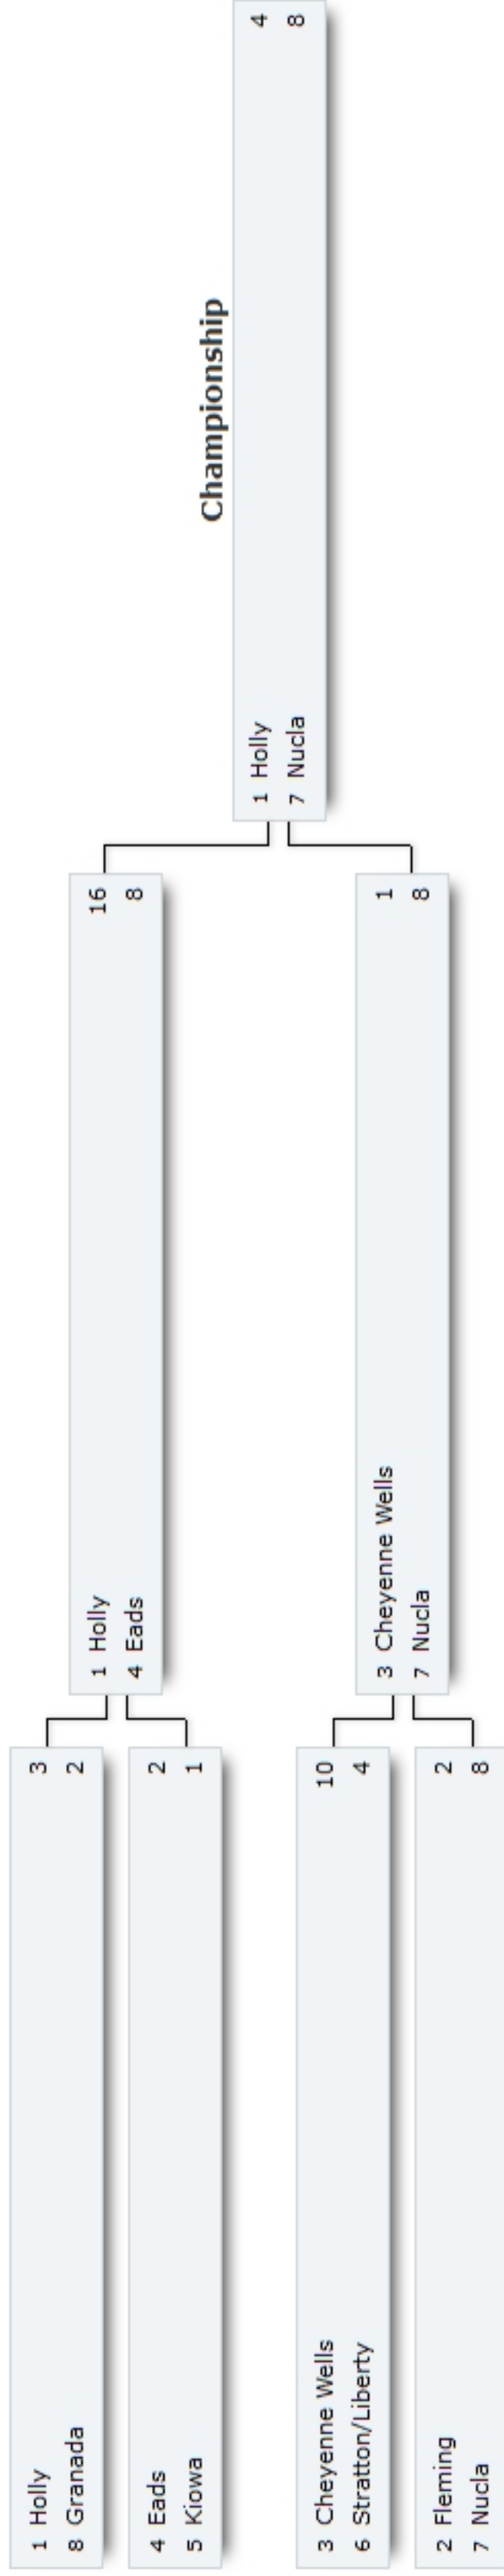 1 Holly 3
8 Granada 2
4 Eads 2
5 Kiowa 1
3 Cheyenne Wells 10
6 Stratton/Liberty 4
2 Fleming 2
7 Nucla 8
1 Holly 16
4 Eads 8
3 Cheyenne Wells 1
7 Nucla 8
Championship
1 Holly 4
7 Nucla 8